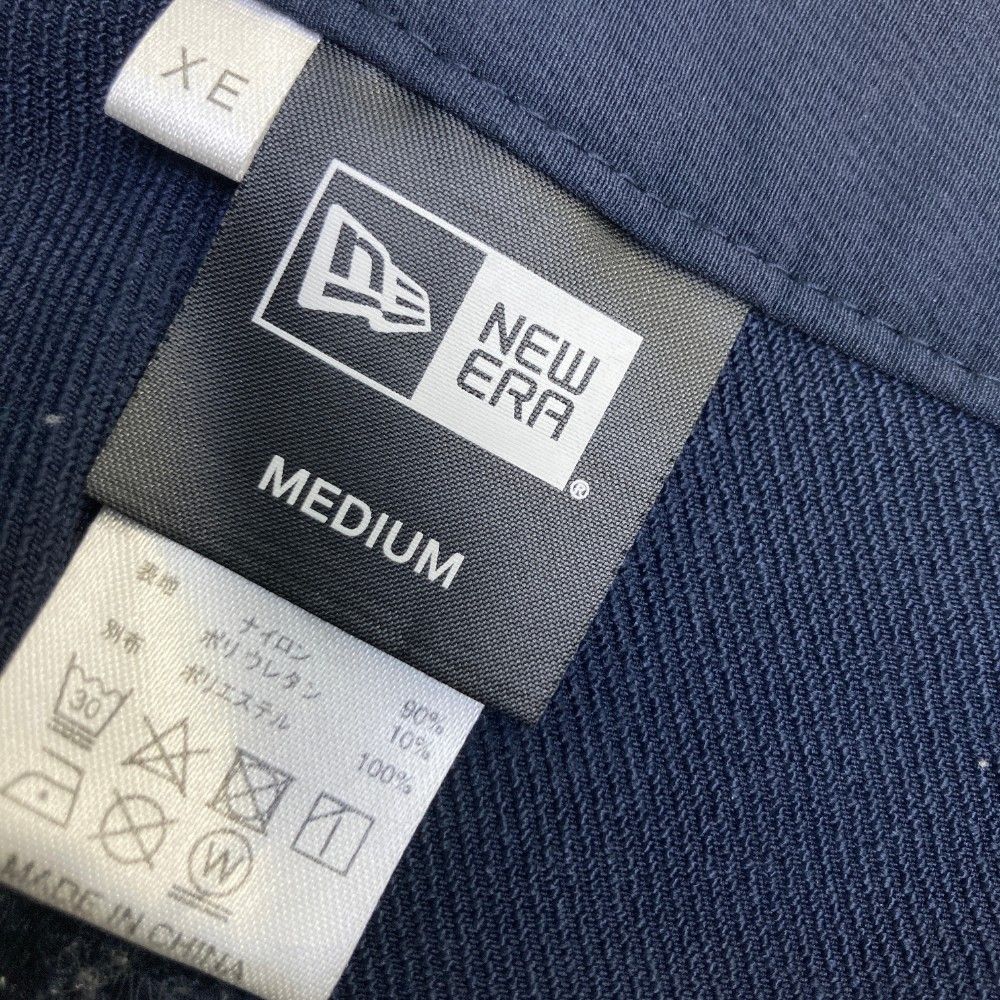 XE
NE
NEW
ERA
®
MEDIUM
表地
ナイロン 90%
ポリウレタン 10%
別布 ポリエステル 100%
30
W
MADE IN CHINA